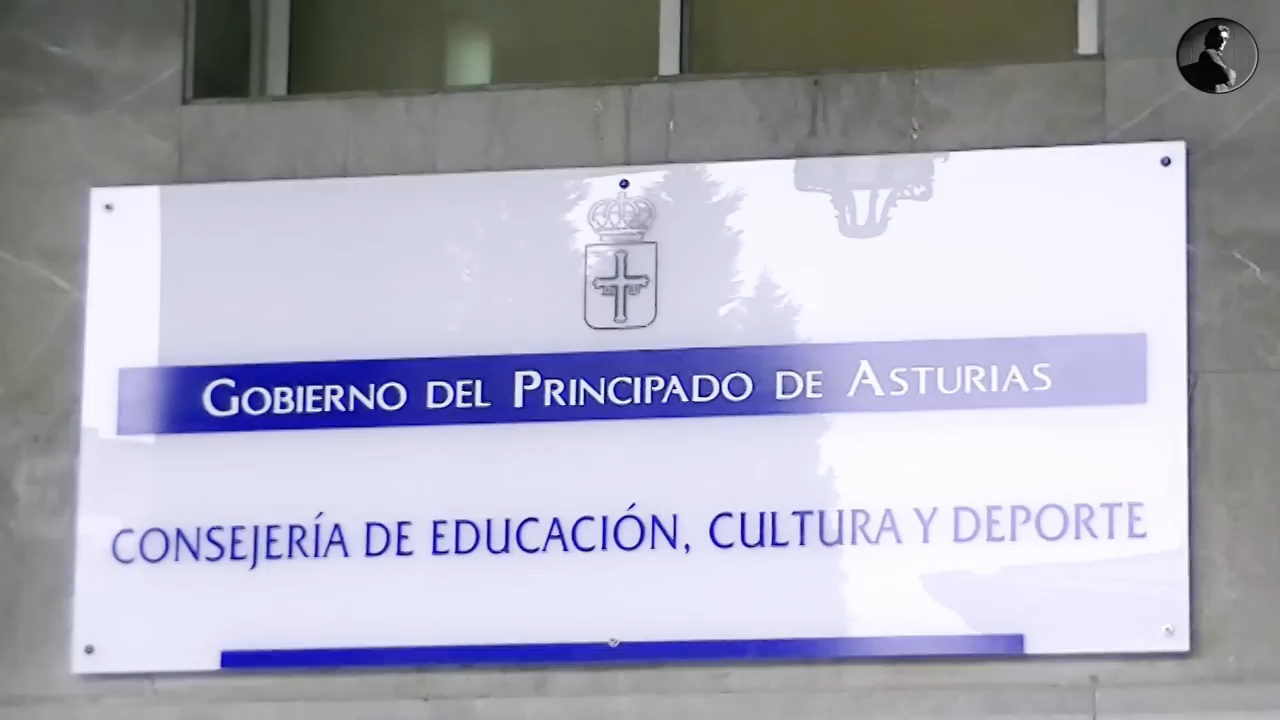 GOBIERNO DEL PRINCIPADO DE ASTURIAS
CONSEJERÍA DE EDUCACIÓN, CULTURA Y DEPORTE